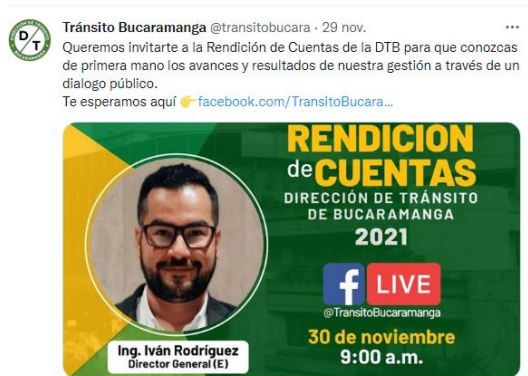 Tránsito Bucaramanga @transitobucara · 29 nov.
Queremos invitarte a la Rendición de Cuentas de la DTB para que conozcas
de primera mano los avances y resultados de nuestra gestión a través de un
dialogo público.
Te esperamos aquí 👉facebook.com/TransitoBucara...
RENDICIÓN
de CUENTAS
DIRECCIÓN DE TRÁNSITO
DE BUCARAMANGA
2021
f LIVE
@TransitoBucaramanga
30 de noviembre
9:00 a.m.
Ing. Iván Rodríguez
Director General (E)